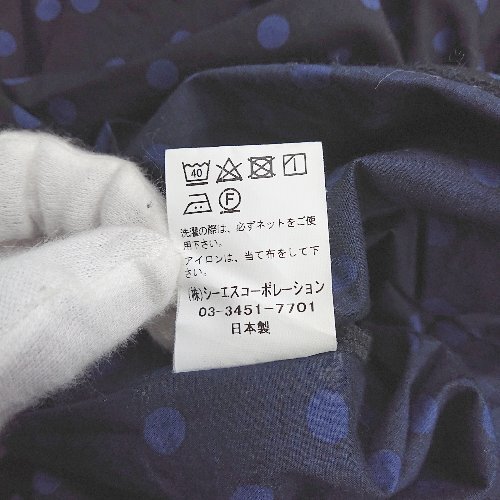 40
F
洗濯の際は、必ずネットをご使
用下さい。
アイロンは、当て布をして下
さい。
(株)シーエスコーポレーション
03-3451-7701
日本製